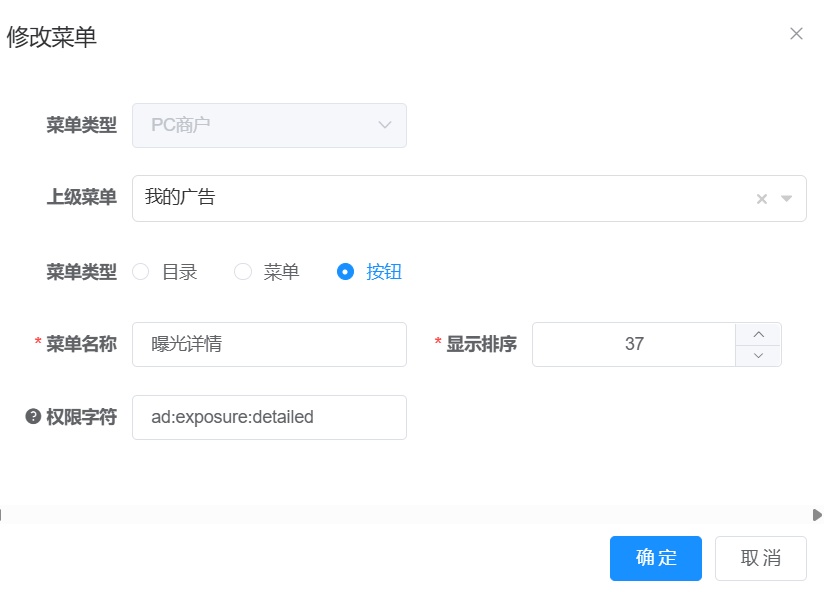 修改菜单
菜单类型 PC商户
上级菜单 我的广告
菜单类型 目录 菜单 按钮
* 菜单名称 曝光详情 * 显示排序 37
? 权限字符 ad:exposure:detailed
确定 取消